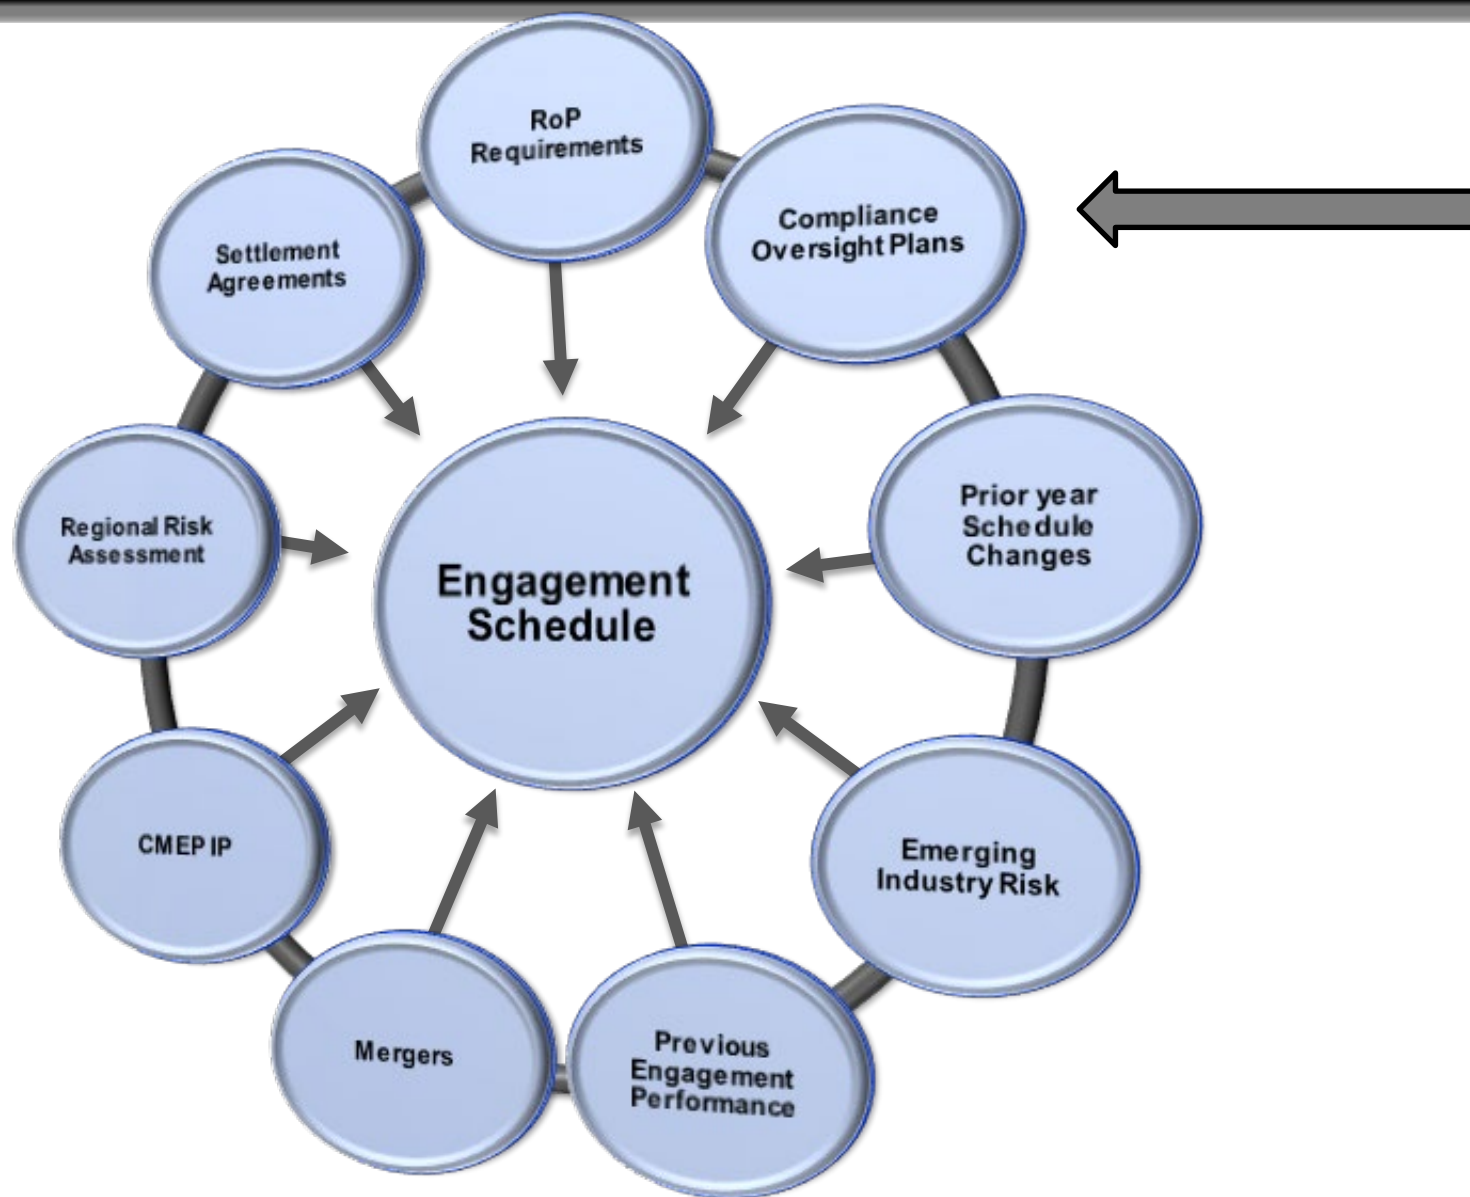 RoP
Requirements
Compliance
Oversight Plans
Settlement
Agreements
Prior year
Schedule
Changes
Regional Risk
Assessment
Engagement
Schedule
CMEP IP
Emerging
Industry Risk
Mergers
Previous
Engagement
Performance